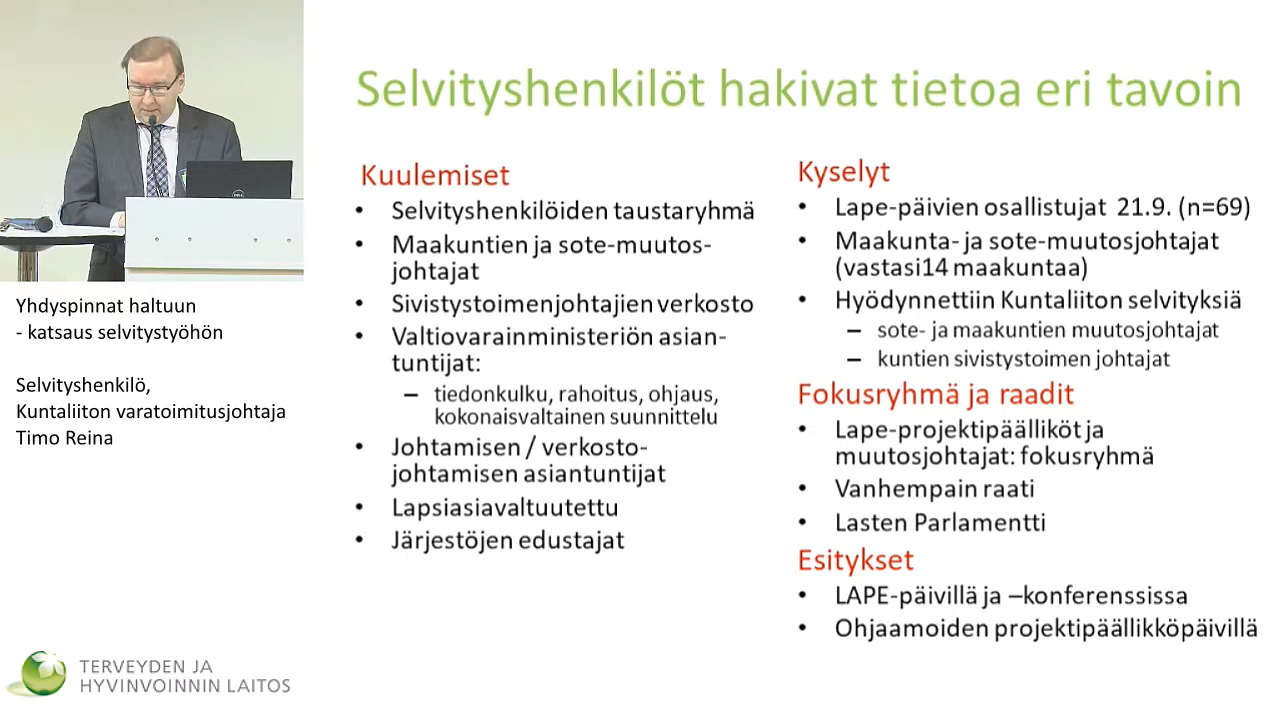 Selvityshenkilöt hakivat tietoa eri tavoin
Kuulemiset
• Selvityshenkilöiden taustaryhmä
• Maakuntien ja sote-muutos-
johtajat
• Sivistystoimenjohtajien verkosto
• Valtiovarainministeriön asian-
tuntijat:
– tiedonkulku, rahoitus, ohjaus,
kokonaisvaltainen suunnittelu
• Johtamisen / verkosto-
johtamisen asiantuntijat
• Lapsiasiavaltuutettu
• Järjestöjen edustajat
Kyselyt
• Lape-päivien osallistujat 21.9. (n=69)
• Maakunta- ja sote-muutosjohtajat
(vastasi14 maakuntaa)
• Hyödynnettiin Kuntaliiton selvityksiä
– sote- ja maakuntien muutosjohtajat
– kuntien sivistystoimen johtajat
Fokusryhmä ja raadit
• Lape-projektipäälliköt ja
muutosjohtajat: fokusryhmä
• Vanhempain raati
• Lasten Parlamentti
Esitykset
• LAPE-päivillä ja –konferenssissa
• Ohjaamoiden projektipäällikköpäivillä
Yhdyspinnat haltuun
- katsaus selvitystyöhön
Selvityshenkilö,
Kuntaliiton varatoimitusjohtaja
Timo Reina
TERVEYDEN JA
HYVINVOINNIN LAITOS